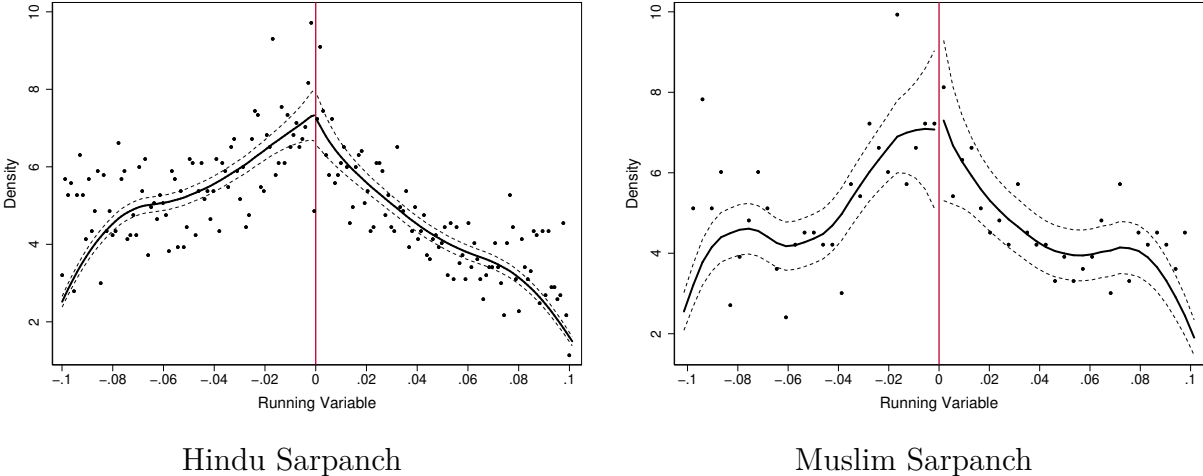 10
8
6
4
2
Density
-.1 -.08 -.06 -.04 -.02 0 .02 .04 .06 .08 .1
Running Variable
Hindu Sarpanch
10
8
6
4
2
Density
-.1 -.08 -.06 -.04 -.02 0 .02 .04 .06 .08 .1
Running Variable
Muslim Sarpanch